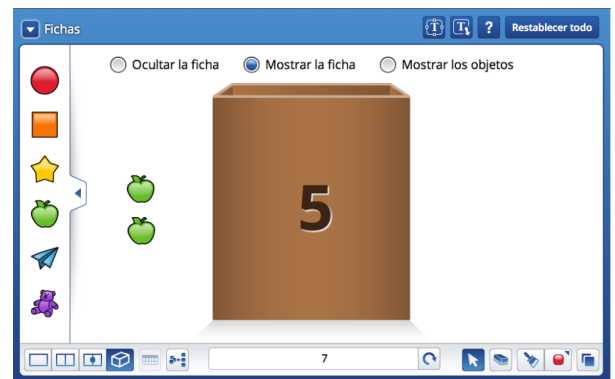 Fichas
? Restablecer todo
Ocultar la ficha Mostrar la ficha Mostrar los objetos
5
7